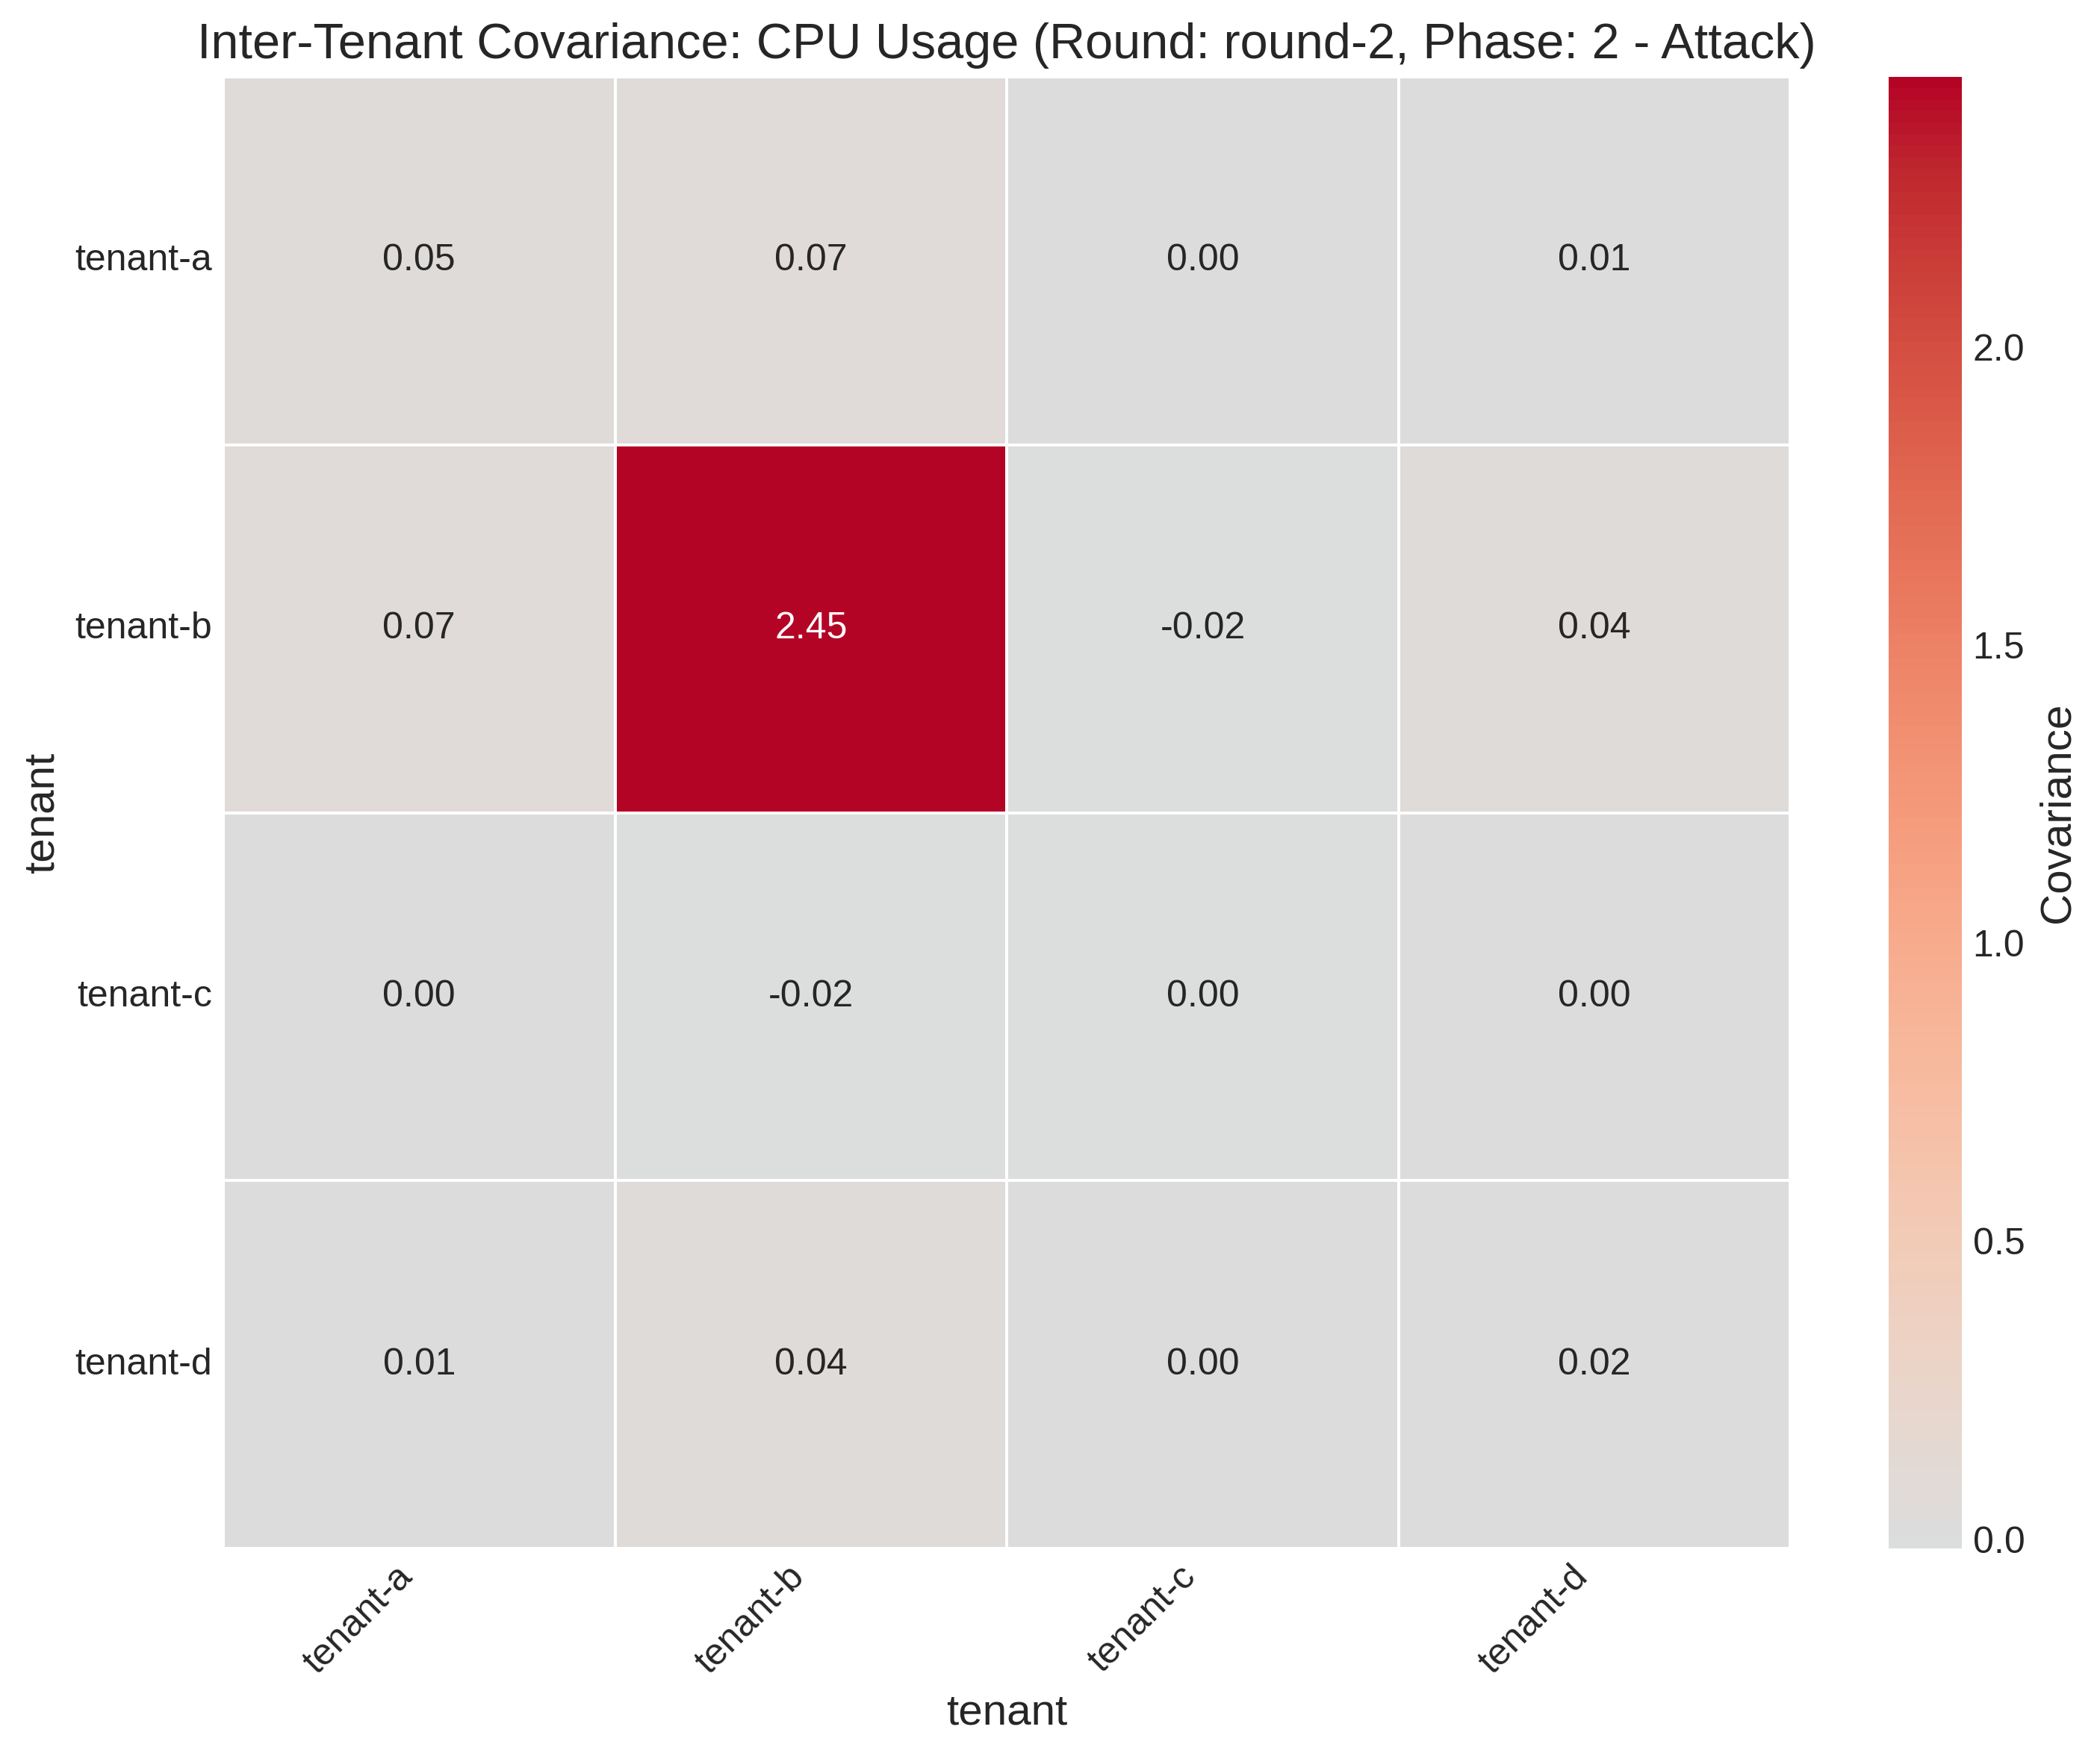 Inter-Tenant Covariance: CPU Usage (Round: round-2, Phase: 2 - Attack)
tenant-a 0.05 0.07 0.00 0.01
tenant-b 0.07 2.45 -0.02 0.04
tenant-c 0.00 -0.02 0.00 0.00
tenant-d 0.01 0.04 0.00 0.02
tenant-a tenant-b tenant-c tenant-d
tenant
tenant
2.0
1.5
1.0
0.5
0.0
Covariance